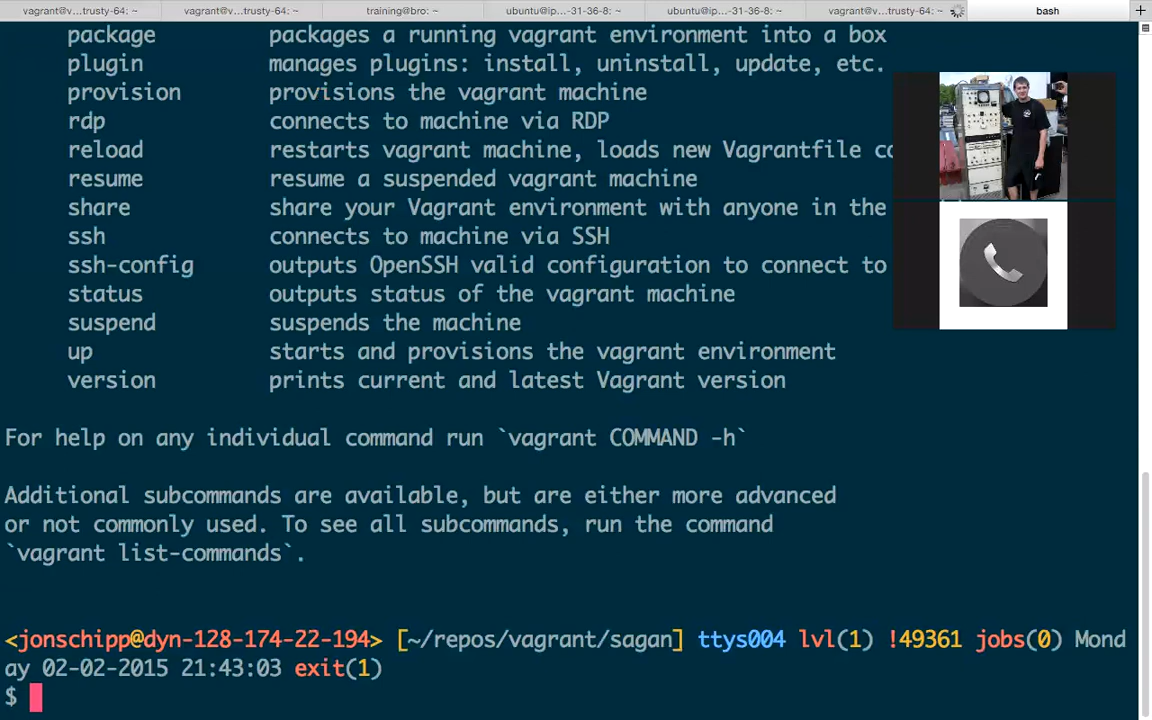 vagrant@v...trusty-64: ~ vagrant@v...trusty-64: ~ training@bro: ~ ubuntu@ip...-31-36-8: ~ ubuntu@ip...-31-36-8: ~ vagrant@v...trusty-64: ~ bash
package packages a running vagrant environment into a box
plugin manages plugins: install, uninstall, update, etc.
provision provisions the vagrant machine
rdp connects to machine via RDP
reload restarts vagrant machine, loads new Vagrantfile co
resume resume a suspended vagrant machine
share share your Vagrant environment with anyone in the
ssh connects to machine via SSH
ssh-config outputs OpenSSH valid configuration to connect to
status outputs status of the vagrant machine
suspend suspends the machine
up starts and provisions the vagrant environment
version prints current and latest Vagrant version
For help on any individual command run `vagrant COMMAND -h`
Additional subcommands are available, but are either more advanced
or not commonly used. To see all subcommands, run the command
`vagrant list-commands`.
<jonschipp@dyn-128-174-22-194> [~/repos/vagrant/sagan] ttys004 lvl(1) !49361 jobs(0) Mond
ay 02-02-2015 21:43:03 exit(1)
$